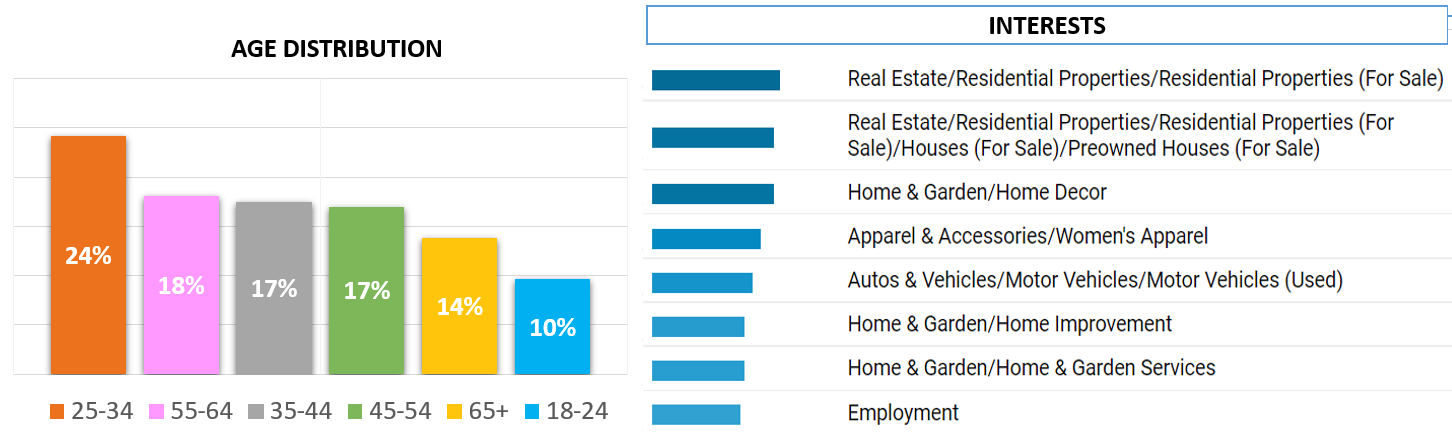 AGE DISTRIBUTION
24%
18%
17%
17%
14%
10%
25-34 55-64 35-44 45-54 65+ 18-24
INTERESTS
Real Estate/Residential Properties/Residential Properties (For Sale)
Real Estate/Residential Properties/Residential Properties (For
Sale)/Houses (For Sale)/Preowned Houses (For Sale)
Home & Garden/Home Decor
Apparel & Accessories/Women's Apparel
Autos & Vehicles/Motor Vehicles/Motor Vehicles (Used)
Home & Garden/Home Improvement
Home & Garden/Home & Garden Services
Employment